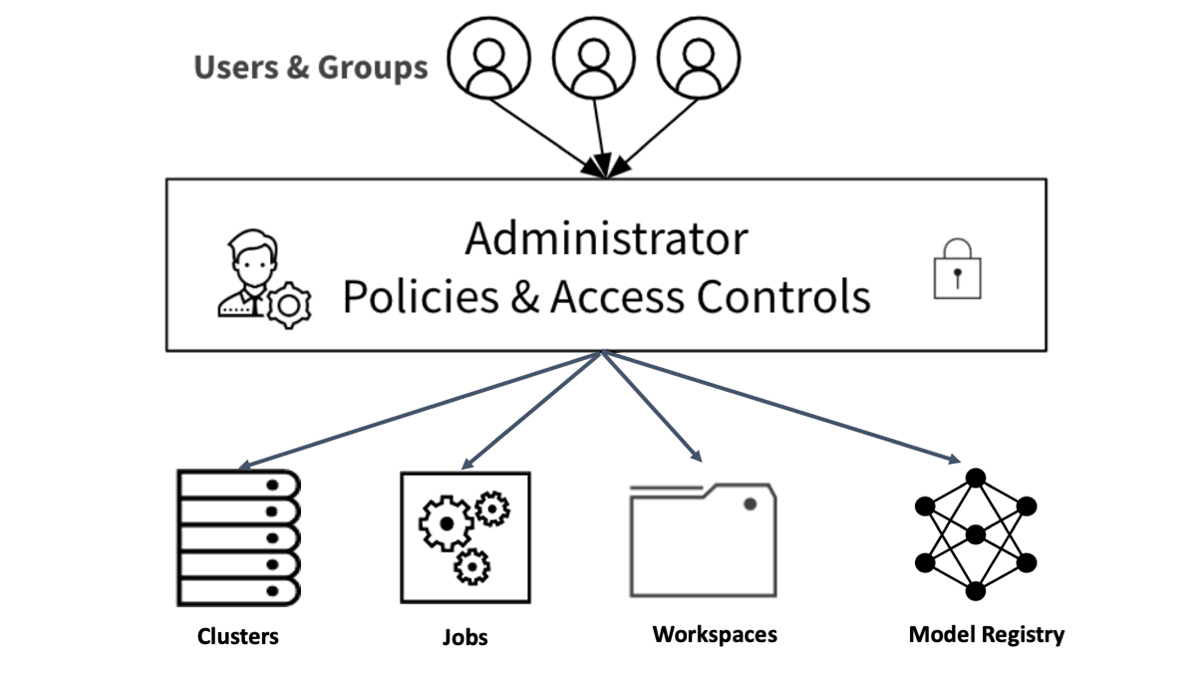 Users & Groups
Administrator
Policies & Access Controls
Clusters
Jobs
Workspaces
Model Registry